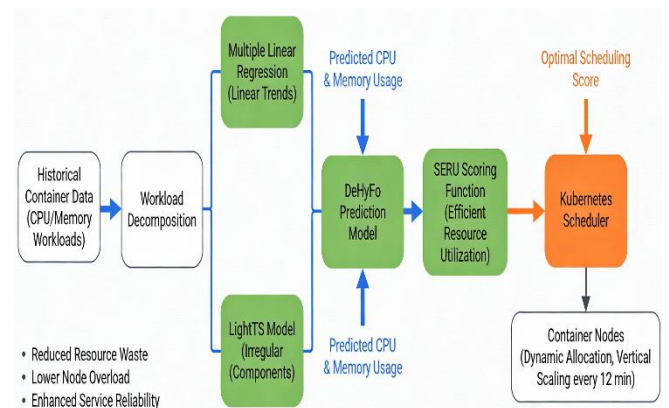 Multiple Linear
Regression
(Linear Trends)
Predicted CPU
& Memory Usage
Optimal Scheduling
Score
Historical
Container Data
(CPU/Memory
Workloads)
Workload
Decomposition
DeHyFo
Prediction
Model
SERU Scoring
Function
(Efficient
Resource
Utilization)
Kubernetes
Scheduler
LightTS Model
(Irregular
(Components)
Predicted CPU
& Memory Usage
Container Nodes
(Dynamic Allocation, Vertical
Scaling every 12 min)
• Reduced Resource Waste
• Lower Node Overload
• Enhanced Service Reliability